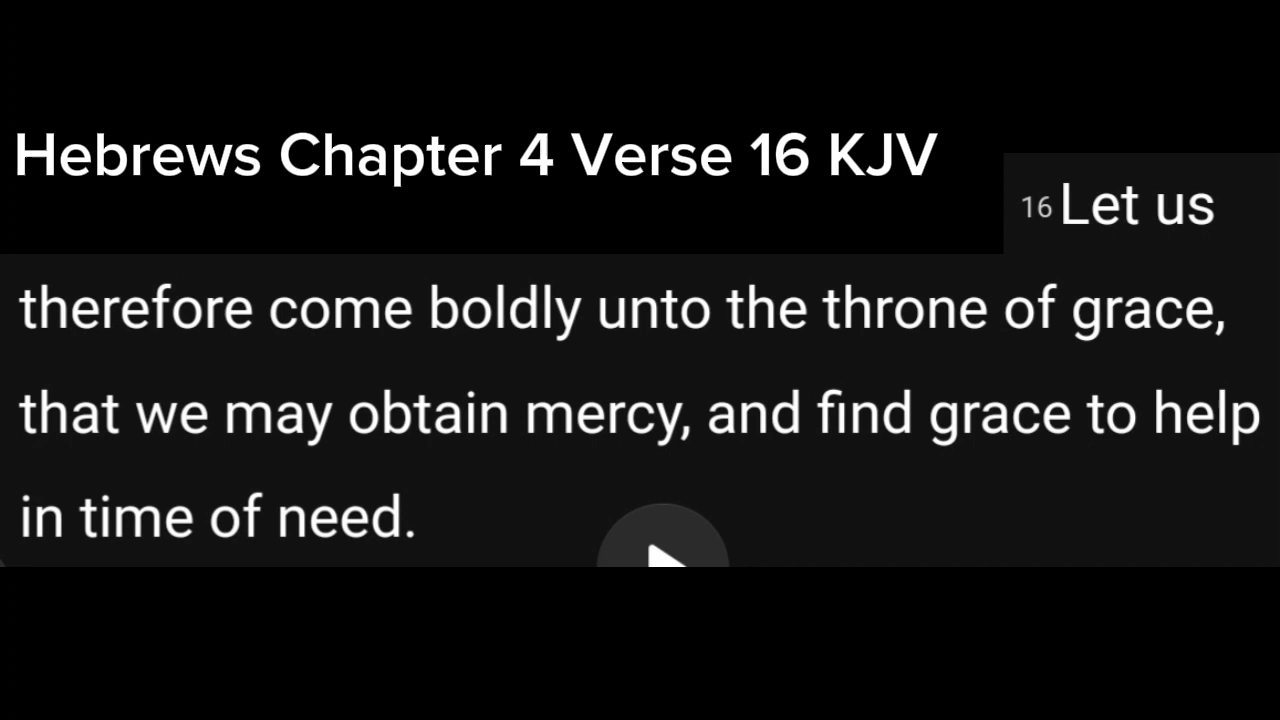 Hebrews Chapter 4 Verse 16 KJV
16 Let us
therefore come boldly unto the throne of grace,
that we may obtain mercy, and find grace to help
in time of need.